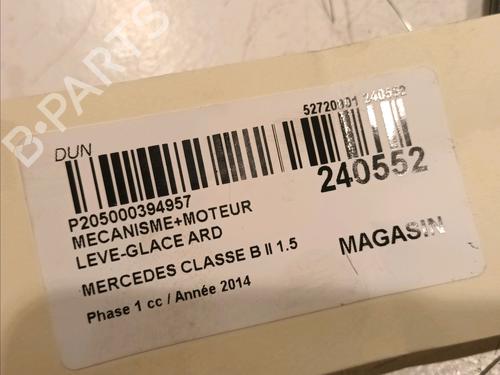 B-PARTS
DUN
52720001 240552
P205000394957
240552
MECANISME+MOTEUR
LEVE-GLACE ARD
MERCEDES CLASSE B II 1.5
MAGASIN
Phase 1 cc / Année 2014